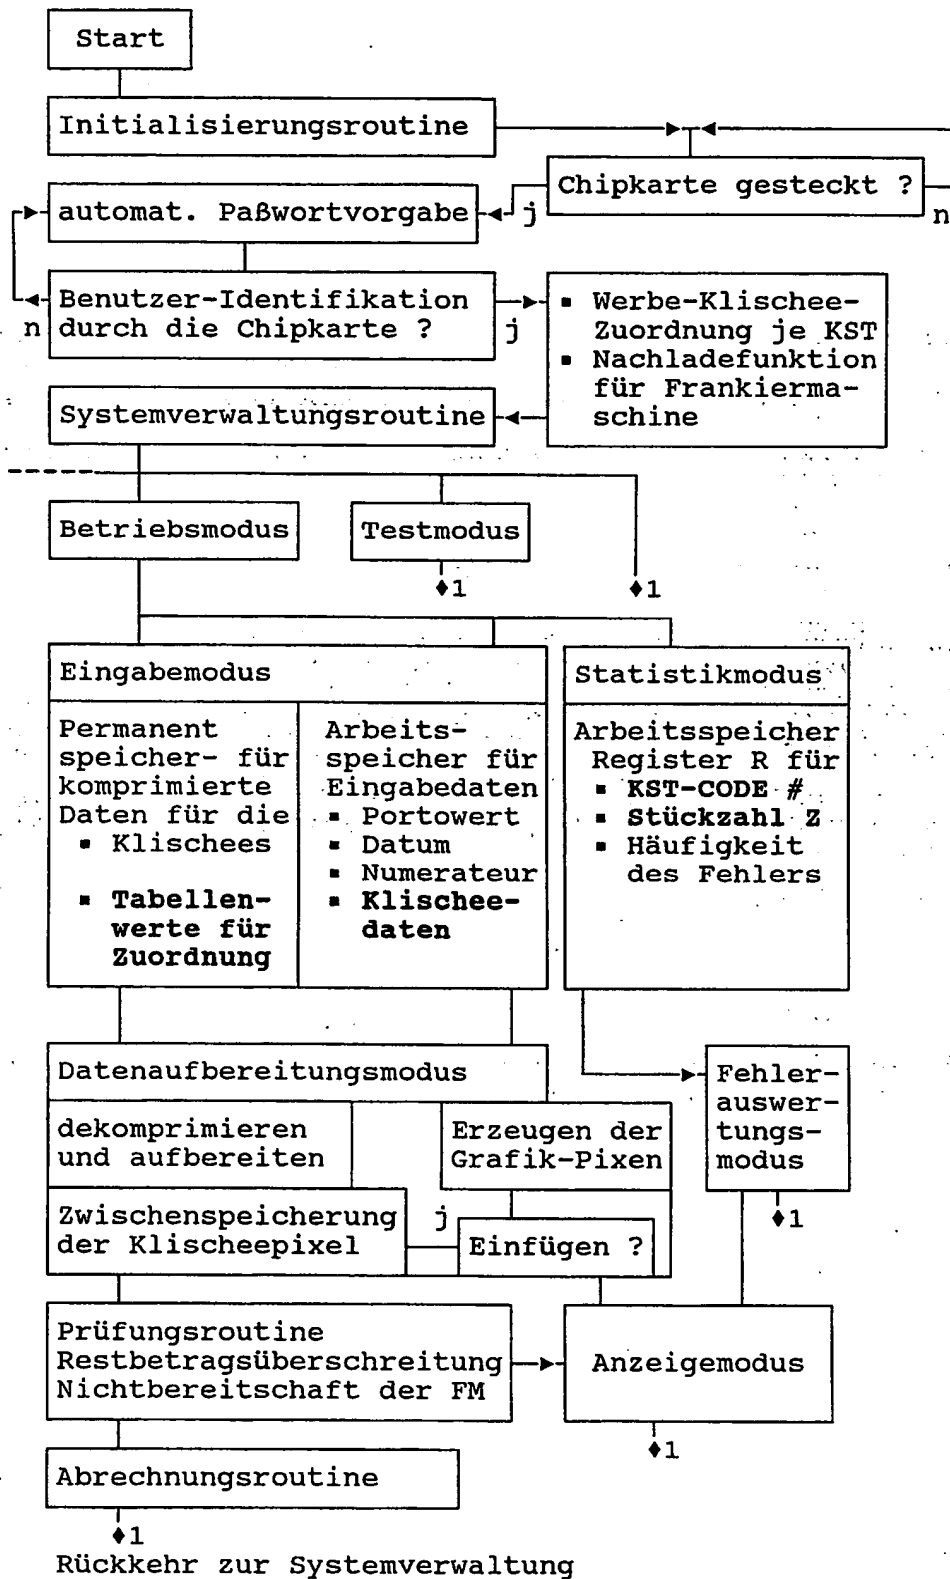 Start
Initialisierungsroutine
Chipkarte gesteckt ?
n
automat. Paßwortvorgabe
j
Benutzer-Identifikation
durch die Chipkarte ?
n
j
▪ Werbe-Klischee-
Zuordnung je KST
▪ Nachladefunktion
für Frankierma-
schine
Systemverwaltungsroutine
Betriebsmodus
Testmodus
♦1
♦1
Eingabemodus
Permanent
speicher- für
komprimierte
Daten für die
▪ Klischees
▪ Tabellen-
werte für
Zuordnung
Arbeits-
speicher für
Eingabedaten
▪ Portowert
▪ Datum
▪ Numerateur
▪ Klischee-
daten
Statistikmodus
Arbeitsspeicher
Register R für
▪ KST-CODE #
▪ Stückzahl Z
▪ Häufigkeit
des Fehlers
Datenaufbereitungsmodus
dekomprimieren
und aufbereiten
Erzeugen der
Grafik-Pixen
Zwischenspeicherung
der Klischeepixel
j
Einfügen ?
Fehler-
auswer-
tungs-
modus
♦1
Prüfungsroutine
Restbetragsüberschreitung
Nichtbereitschaft der FM
Anzeigemodus
♦1
Abrechnungsroutine
♦1
Rückkehr zur Systemverwaltung